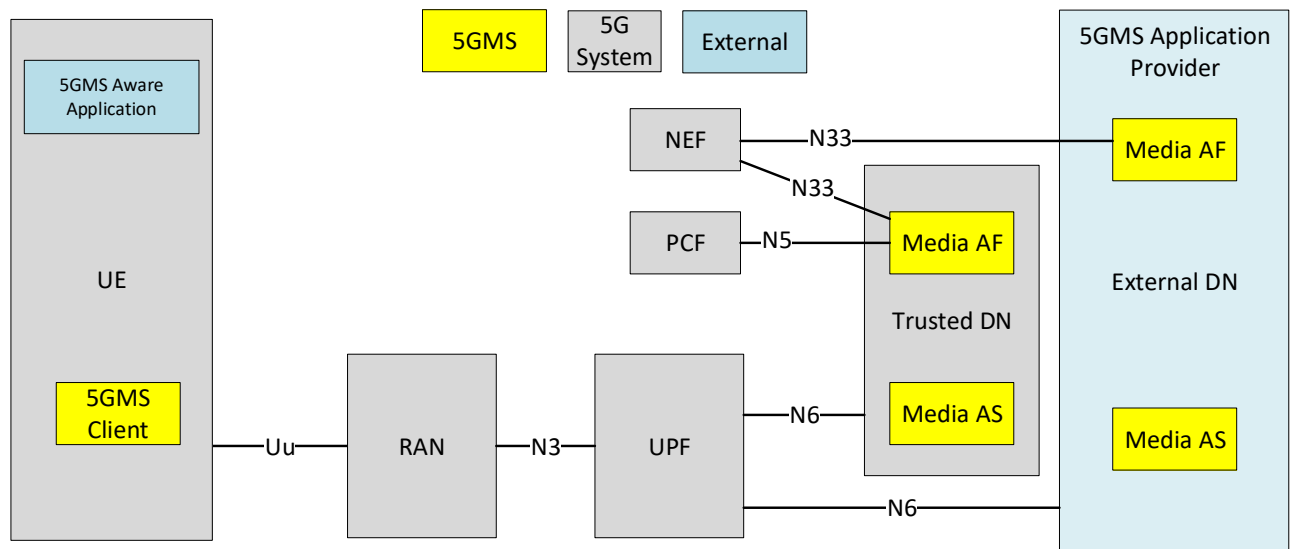 5GMS
5G
System
External
5GMS Aware
Application
UE
5GMS
Client
Uu
RAN
N3
UPF
NEF
N33
N33
PCF
N5
Media AF
Trusted DN
Media AS
N6
N6
5GMS Application
Provider
Media AF
External DN
Media AS